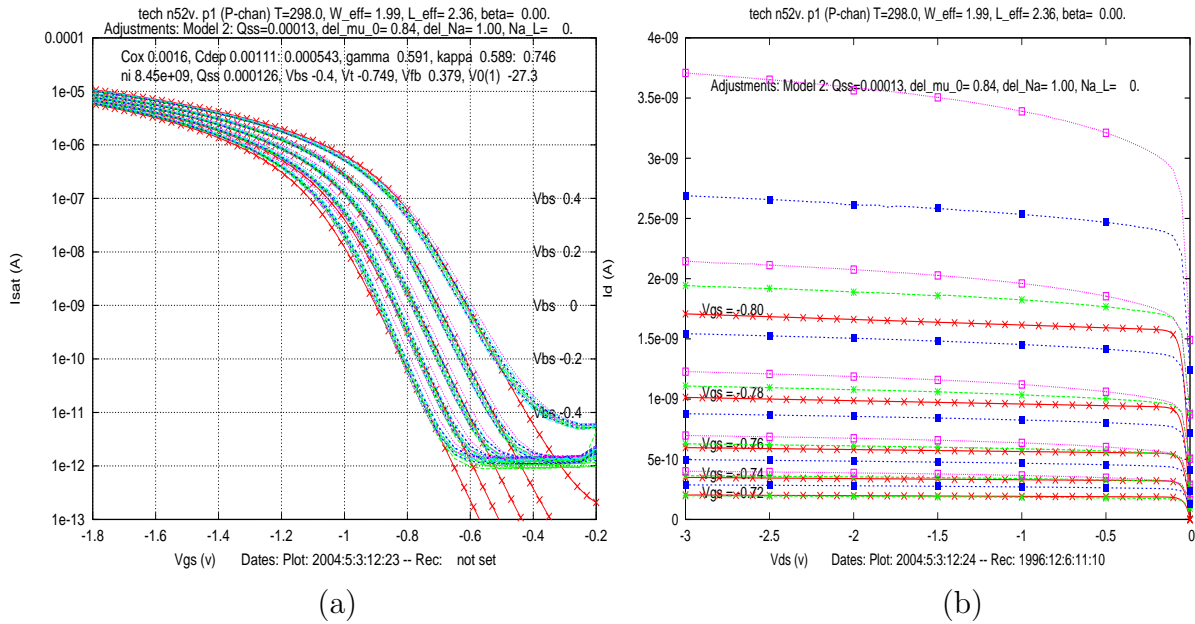 tech n52v. p1 (P-chan) T=298.0, W_eff= 1.99, L_eff= 2.36, beta= 0.00.
Adjustments: Model 2: Qss=0.00013, del_mu_0= 0.84, del_Na= 1.00, Na_L= 0.
Cox 0.0016, Cdep 0.00111: 0.000543, gamma 0.591, kappa 0.589: 0.746
ni 8.45e+09, Qss 0.000126, Vbs -0.4, Vt -0.749, Vfb 0.379, V0(1) -27.3
0.0001
1e-05
1e-06
1e-07
1e-08
1e-09
1e-10
1e-11
1e-12
1e-13
Isat (A)
Vbs 0.4
Vbs 0.2
Vbs 0
Vbs -0.2
Vbs -0.4
-1.8 -1.6 -1.4 -1.2 -1 -0.8 -0.6 -0.4 -0.2
Vgs (v) Dates: Plot: 2004:5:3:12:23 -- Rec: not set
(a)
tech n52v. p1 (P-chan) T=298.0, W_eff= 1.99, L_eff= 2.36, beta= 0.00.
Adjustments: Model 2: Qss=0.00013, del_mu_0= 0.84, del_Na= 1.00, Na_L= 0.
4e-09
3.5e-09
3e-09
2.5e-09
2e-09
1.5e-09
1e-09
5e-10
0
Id (A)
Vgs = -0.80
Vgs = -0.78
Vgs = -0.76
Vgs = -0.74
Vgs = -0.72
-3 -2.5 -2 -1.5 -1 -0.5 0
Vds (v) Dates: Plot: 2004:5:3:12:24 -- Rec: 1996:12:6:11:10
(b)